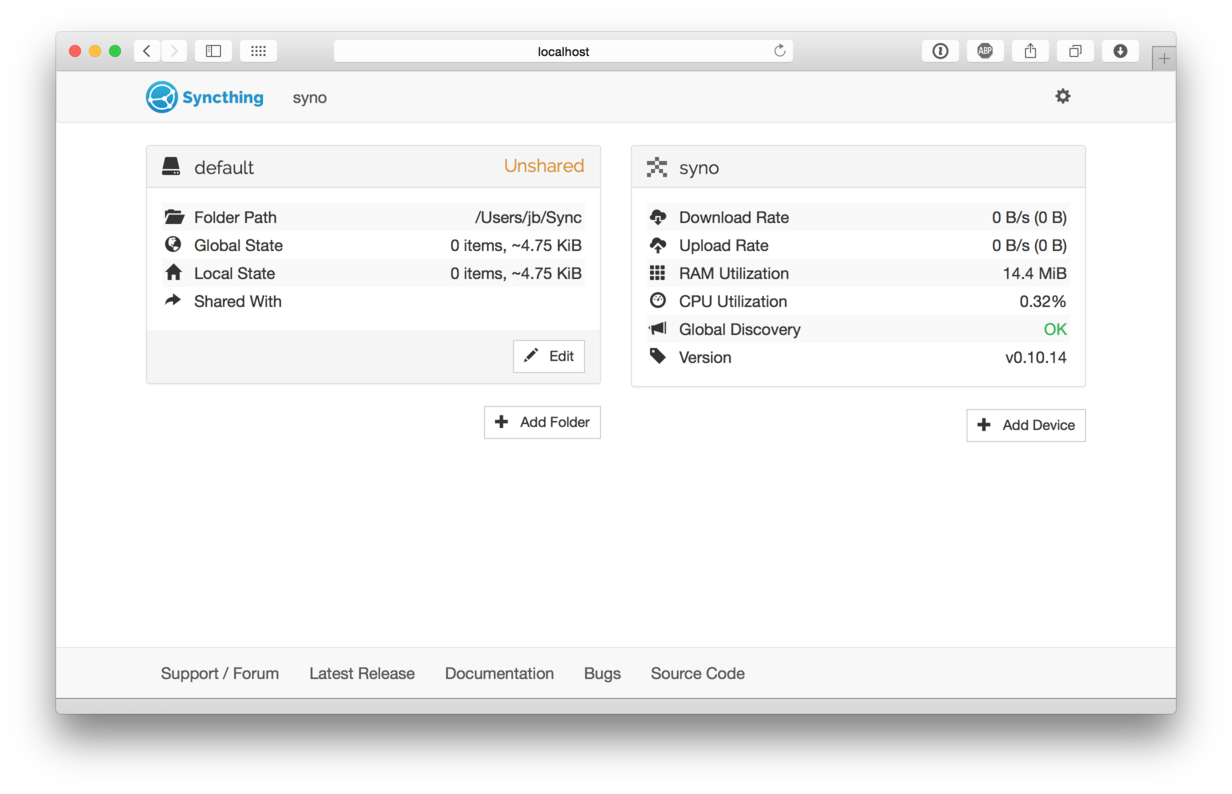 localhost
ABP
Syncthing syno
default Unshared
Folder Path /Users/jb/Sync
Global State 0 items, ~4.75 KiB
Local State 0 items, ~4.75 KiB
Shared With
Edit
Add Folder
syno
Download Rate 0 B/s (0 B)
Upload Rate 0 B/s (0 B)
RAM Utilization 14.4 MiB
CPU Utilization 0.32%
Global Discovery OK
Version v0.10.14
Add Device
Support / Forum Latest Release Documentation Bugs Source Code